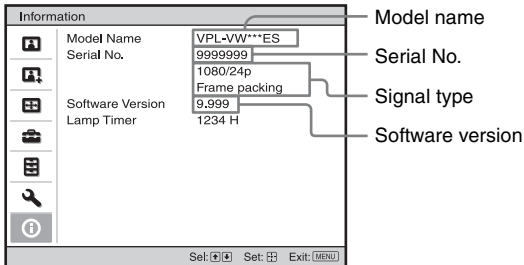 Information
Model Name VPL-VW***ES
Serial No. 9999999
1080/24p
Frame packing
Software Version 9.999
Lamp Timer 1234 H
Sel: Set: Exit: MENU
Model name
Serial No.
Signal type
Software version